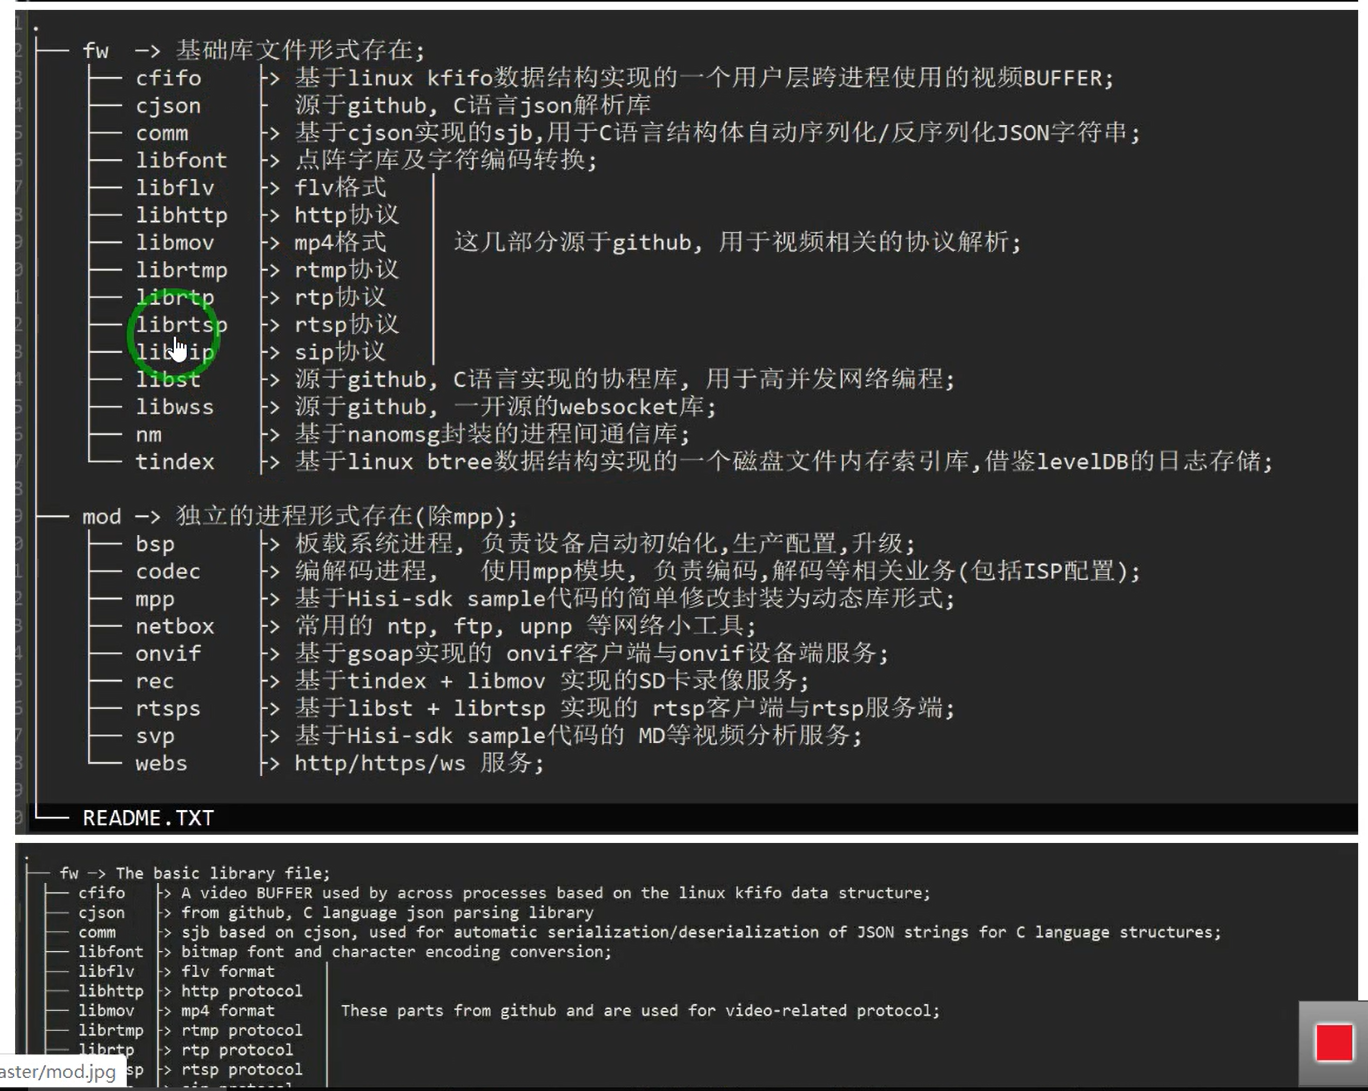 .
├── fw -> 基础库文件形式存在;
├── cfifo ├> 基于linux kfifo数据结构实现的一个用户层跨进程使用的视频BUFFER;
├── cjson ├ 源于github, C语言json解析库
├── comm ├> 基于cjson实现的sjb,用于C语言结构体自动序列化/反序列化JSON字符串;
├── libfont ├> 点阵字库及字符编码转换;
├── libflv ├> flv格式
├── libhttp ├> http协议
├── libmov ├> mp4格式 │ 这几部分源于github, 用于视频相关的协议解析;
├── librtmp ├> rtmp协议
├── librtp ├> rtp协议
├── librtsp ├> rtsp协议
├── libsip ├> sip协议
├── libst ├> 源于github, C语言实现的协程库, 用于高并发网络编程;
├── libwss ├> 源于github, 一开源的websocket库;
├── nm ├> 基于nanomsg封装的进程间通信库;
└── tindex ├> 基于linux btree数据结构实现的一个磁盘文件内存索引库,借鉴levelDB的日志存储;
├── mod -> 独立的进程形式存在(除mpp);
├── bsp ├> 板载系统进程, 负责设备启动初始化,生产配置,升级;
├── codec ├> 编解码进程, 使用mpp模块, 负责编码,解码等相关业务(包括ISP配置);
├── mpp ├> 基于Hisi-sdk sample代码的简单修改封装为动态库形式;
├── netbox ├> 常用的 ntp, ftp, upnp 等网络小工具;
├── onvif ├> 基于gsoap实现的 onvif客户端与onvif设备端服务;
├── rec ├> 基于tindex + libmov 实现的SD卡录像服务;
├── rtsps ├> 基于libst + librtsp 实现的 rtsp客户端与rtsp服务端;
├── svp ├> 基于Hisi-sdk sample代码的 MD等视频分析服务;
└── webs ├> http/https/ws 服务;
└── README.TXT
.
├── fw -> The basic library file;
├── cfifo ├> A video BUFFER used by across processes based on the linux kfifo data structure;
├── cjson ├> from github, C language json parsing library
├── comm ├> sjb based on cjson, used for automatic serialization/deserialization of JSON strings for C language structures;
├── libfont ├> bitmap font and character encoding conversion;
├── libflv ├> flv format
├── libhttp ├> http protocol
├── libmov ├> mp4 format │ These parts from github and are used for video-related protocol;
├── librtmp ├> rtmp protocol
├── librtp ├> rtp protocol
sp ├> rtsp protocol
aster/mod.jpg